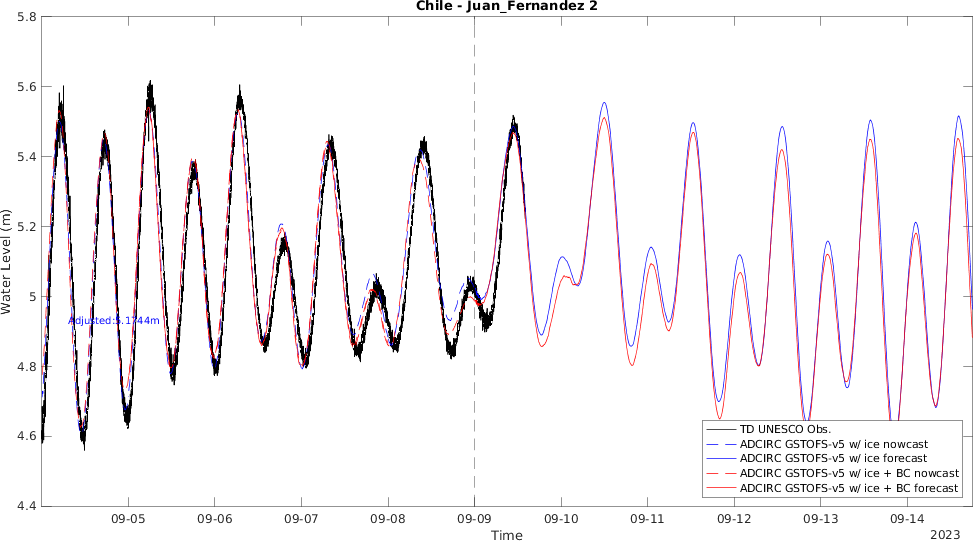 Chile - Juan_Fernandez 2
5.8
5.6
5.4
5.2
5
4.8
4.6
4.4
Water Level (m)
Adjusted:5.1744m
TD UNESCO Obs.
ADCIRC GSTOFS-v5 w/ ice nowcast
ADCIRC GSTOFS-v5 w/ ice forecast
ADCIRC GSTOFS-v5 w/ ice + BC nowcast
ADCIRC GSTOFS-v5 w/ ice + BC forecast
09-05 09-06 09-07 09-08 09-09 09-10 09-11 09-12 09-13 09-14
Time
2023